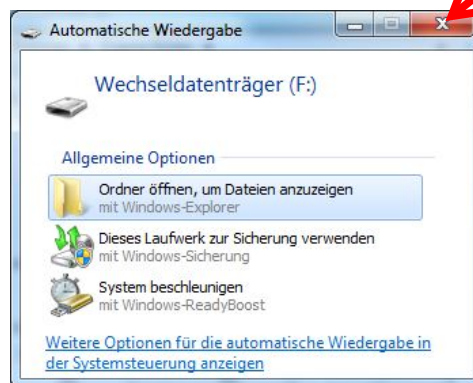 Automatische Wiedergabe
Wechseldatenträger (F:)
Allgemeine Optionen
Ordner öffnen, um Dateien anzuzeigen
mit Windows-Explorer
Dieses Laufwerk zur Sicherung verwenden
mit Windows-Sicherung
System beschleunigen
mit Windows-ReadyBoost
Weitere Optionen für die automatische Wiedergabe in
der Systemsteuerung anzeigen